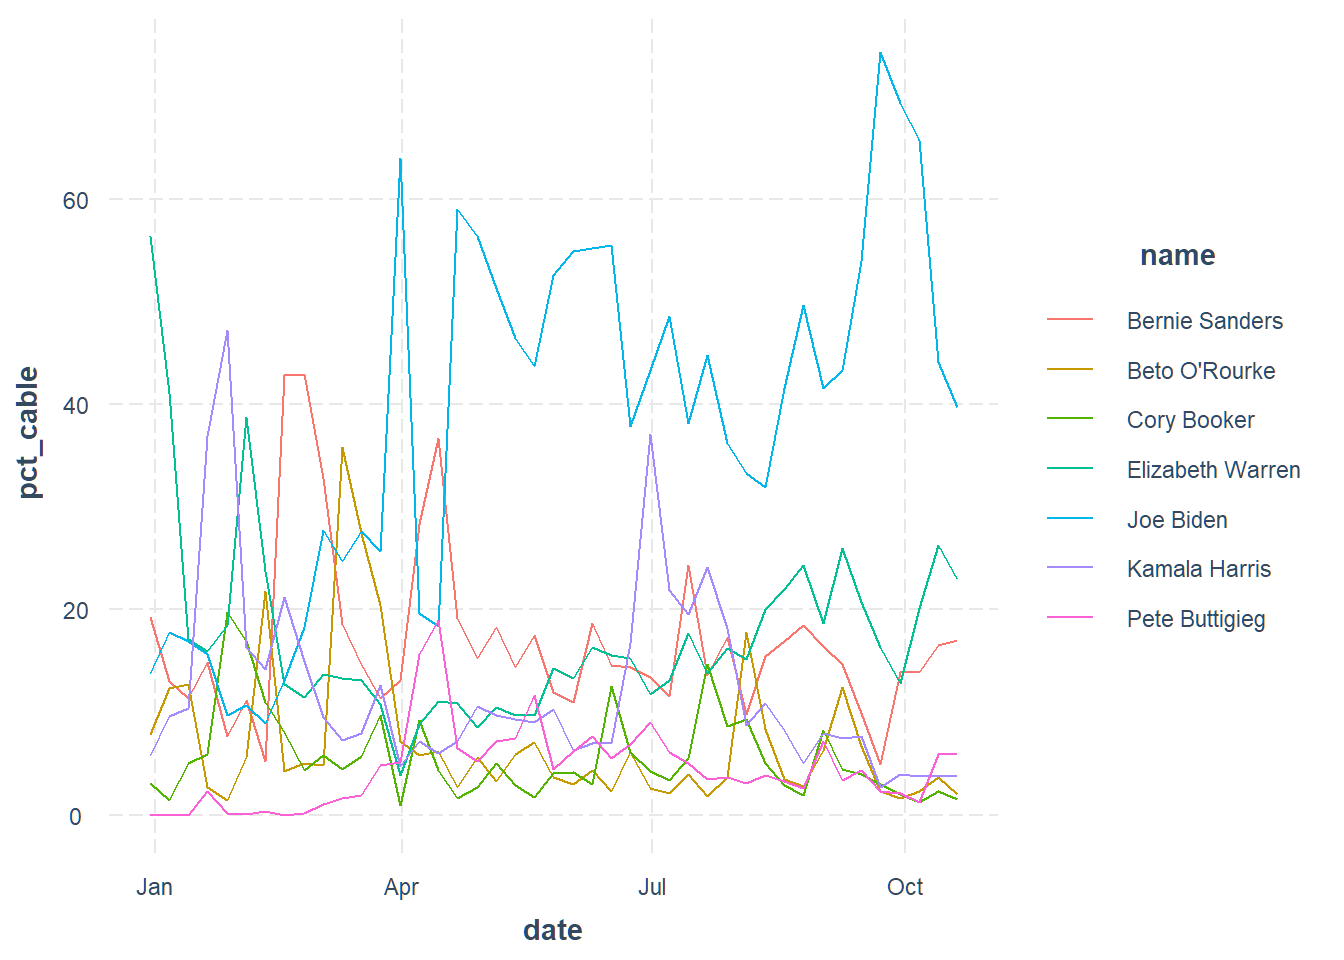 60
40
20
0
pct_cable
Jan
Apr
Jul
Oct
date
name
Bernie Sanders
Beto O'Rourke
Cory Booker
Elizabeth Warren
Joe Biden
Kamala Harris
Pete Buttigieg